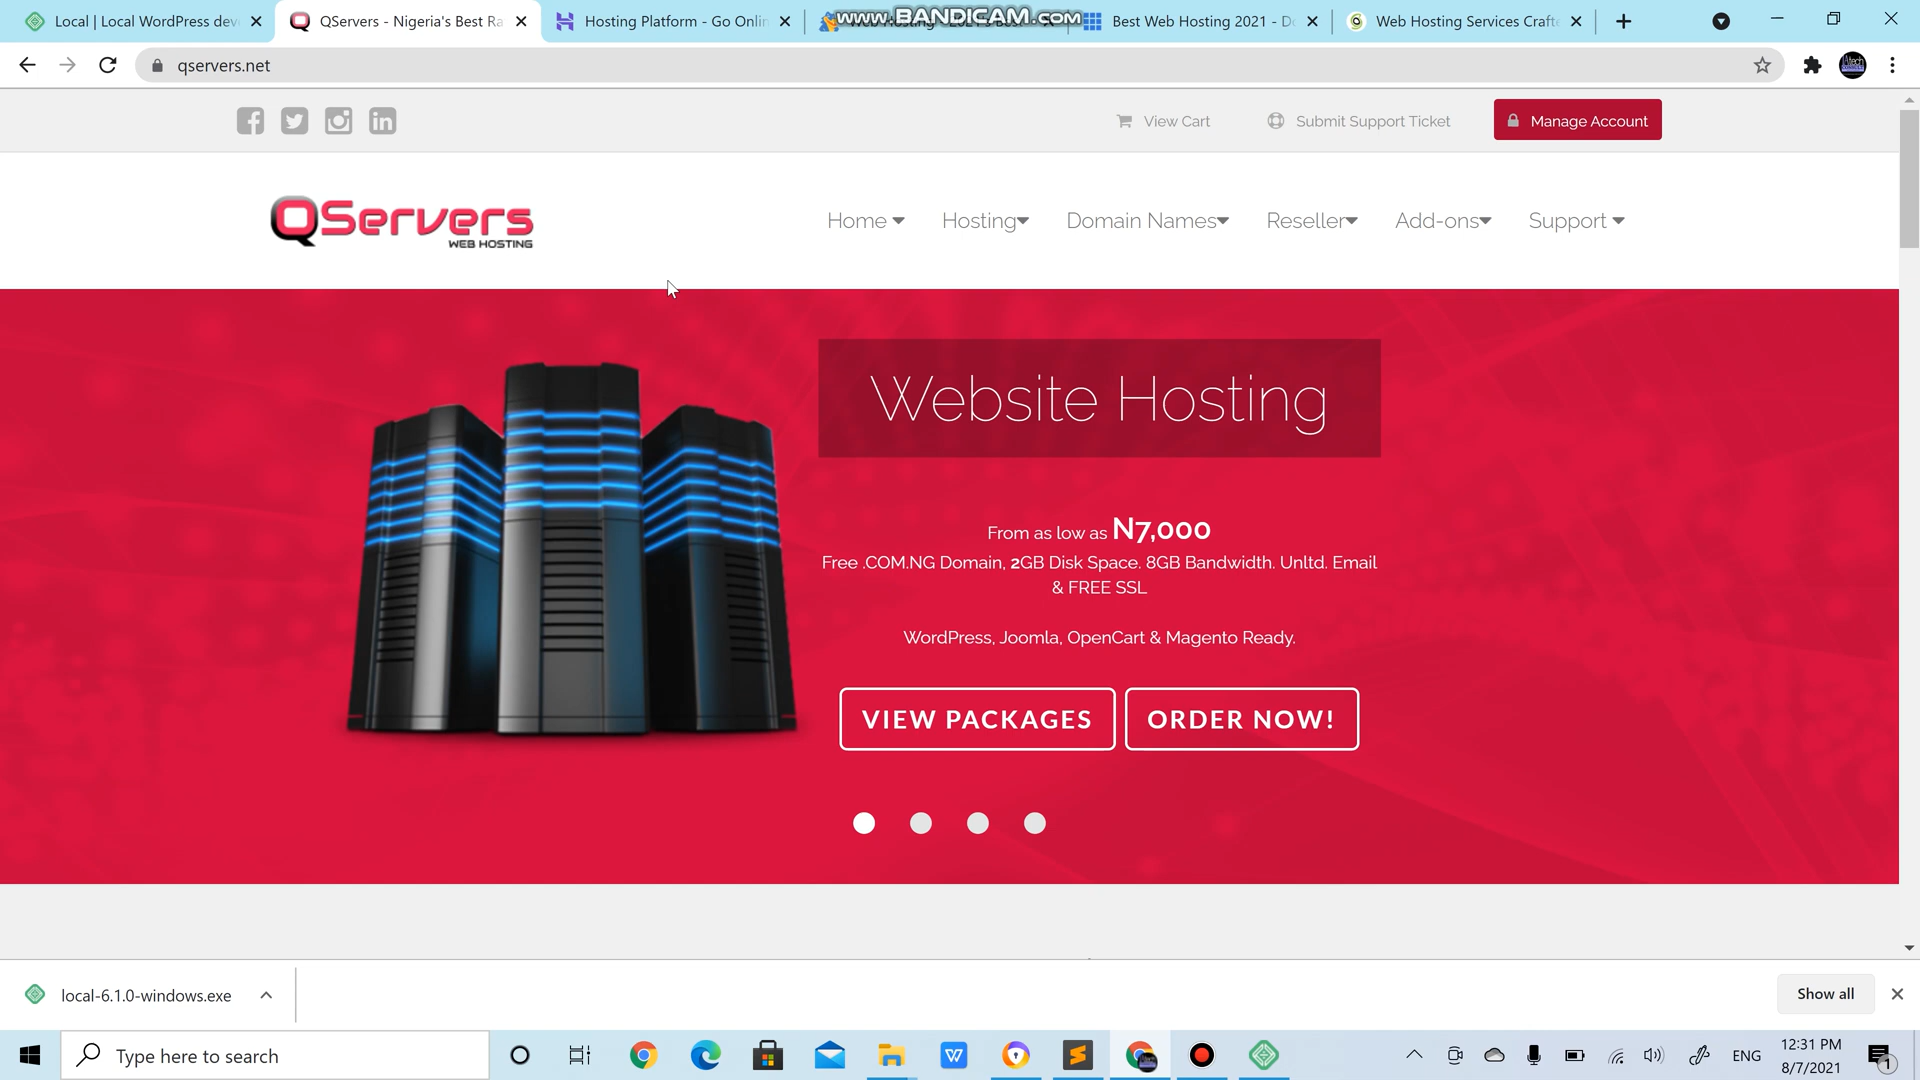 Local | Local WordPress dev
QServers - Nigeria's Best Ra
Hosting Platform - Go Onlin
www.BANDICAM.com
Best Web Hosting 2021 - Do
Web Hosting Services Crafte
qservers.net
View Cart
Submit Support Ticket
Manage Account
QServers
WEB HOSTING
Home
Hosting
Domain Names
Reseller
Add-ons
Support
Website Hosting
From as low as N7,000
Free .COM.NG Domain, 2GB Disk Space. 8GB Bandwidth. Unltd. Email
& FREE SSL
WordPress, Joomla, OpenCart & Magento Ready.
VIEW PACKAGES
ORDER NOW!
local-6.1.0-windows.exe
Show all
Type here to search
ENG
12:31 PM
8/7/2021
1